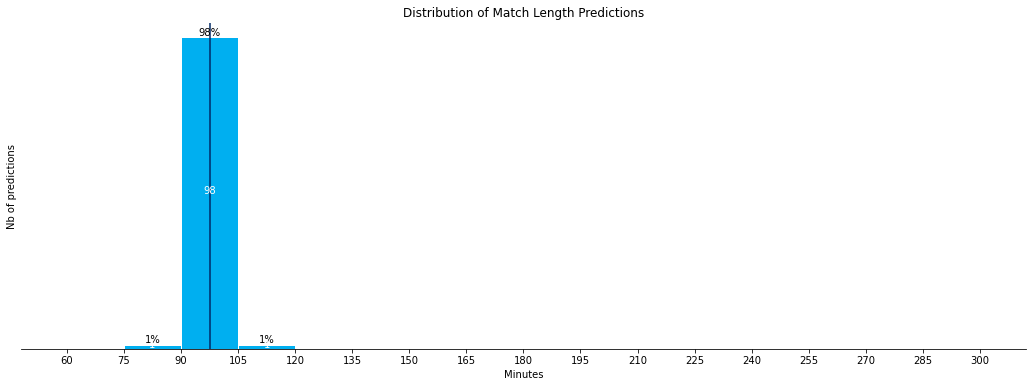 Distribution of Match Length Predictions
98%
98
1%
1%
Nb of predictions
60 75 90 105 120 135 150 165 180 195 210 225 240 255 270 285 300
Minutes